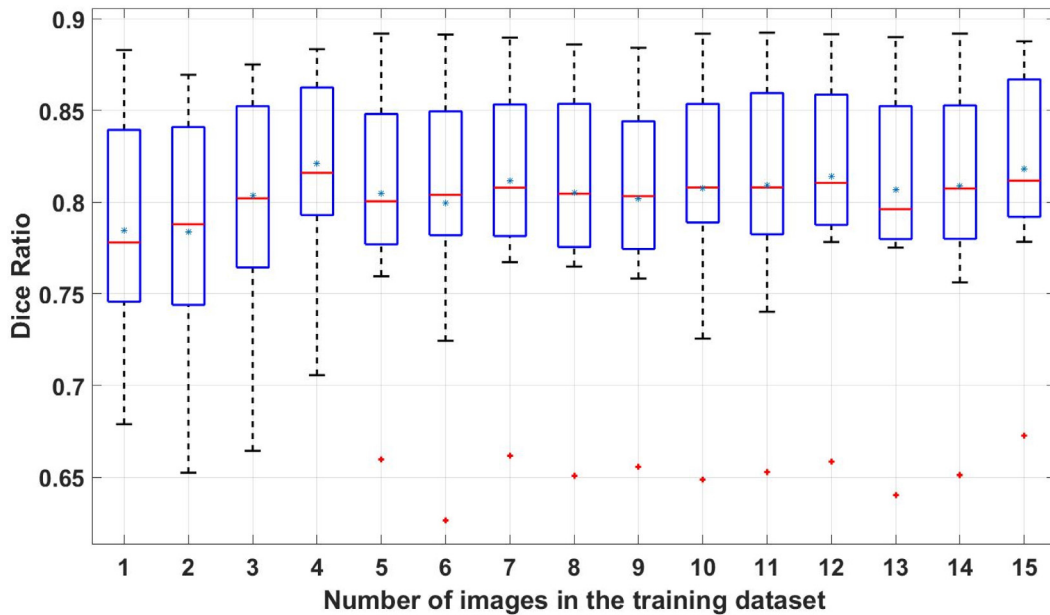 0.9
0.85
0.8
0.75
0.7
0.65
Dice Ratio
1 2 3 4 5 6 7 8 9 10 11 12 13 14 15
Number of images in the training dataset